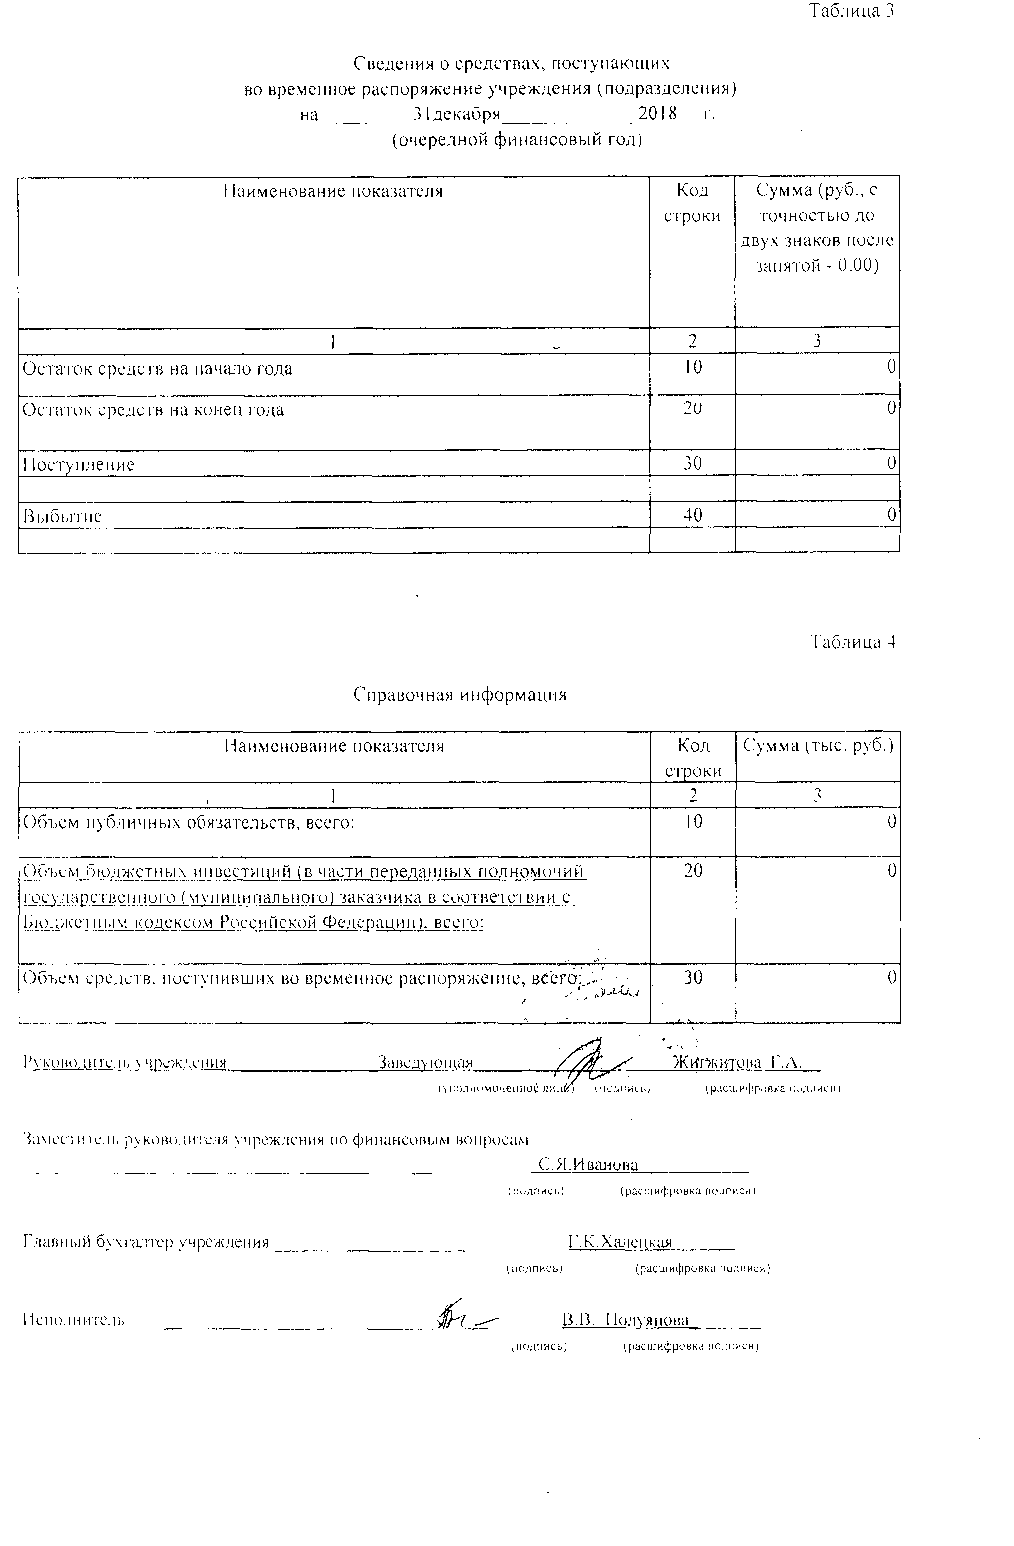 Таблица 3
Сведения о средствах, поступающих
во временное распоряжение учреждения (подразделения)
на ____ 31декабря______ 2018 г.
(очередной финансовый год)
Наименование показателя Код строки Сумма (руб., с точностью до двух знаков после запятой - 0.00)
1 2 3
Остаток средств на начало года 10 0
Остаток средств на конец года 20 0
Поступление 30 0
Выбытие 40 0
Таблица 4
Справочная информация
Наименование показателя Код строки Сумма (тыс. руб.)
1 2 3
Объем публичных обязательств, всего: 10 0
Объем бюджетных инвестиций (в части переданных полномочий 20 0
государственного (муниципального) заказчика в соответствии с
Бюджетным кодексом Российской Федерации), всего:
Объем средств, поступивших во временное распоряжение, всего: 30 0
Руководитель учреждения Заведующая Жигжитова Г.А.
(уполномоченное лицо) (подпись) (расшифровка подписи)
Заместитель руководителя учреждения по финансовым вопросам
С.Я.Иванова
(подпись) (расшифровка подписи)
Главный бухгалтер учреждения Г.К.Халецкая
(подпись) (расшифровка подписи)
Исполнитель В.В. Полуянова
(подпись) (расшифровка подписи)